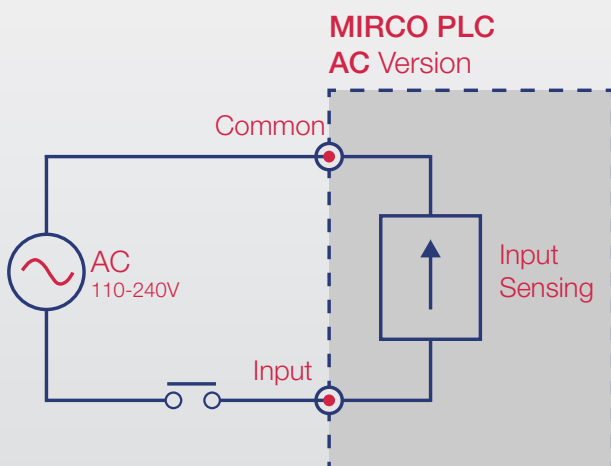 MIRCO PLC
AC Version
Common
AC
110-240V
Input
Sensing
Input